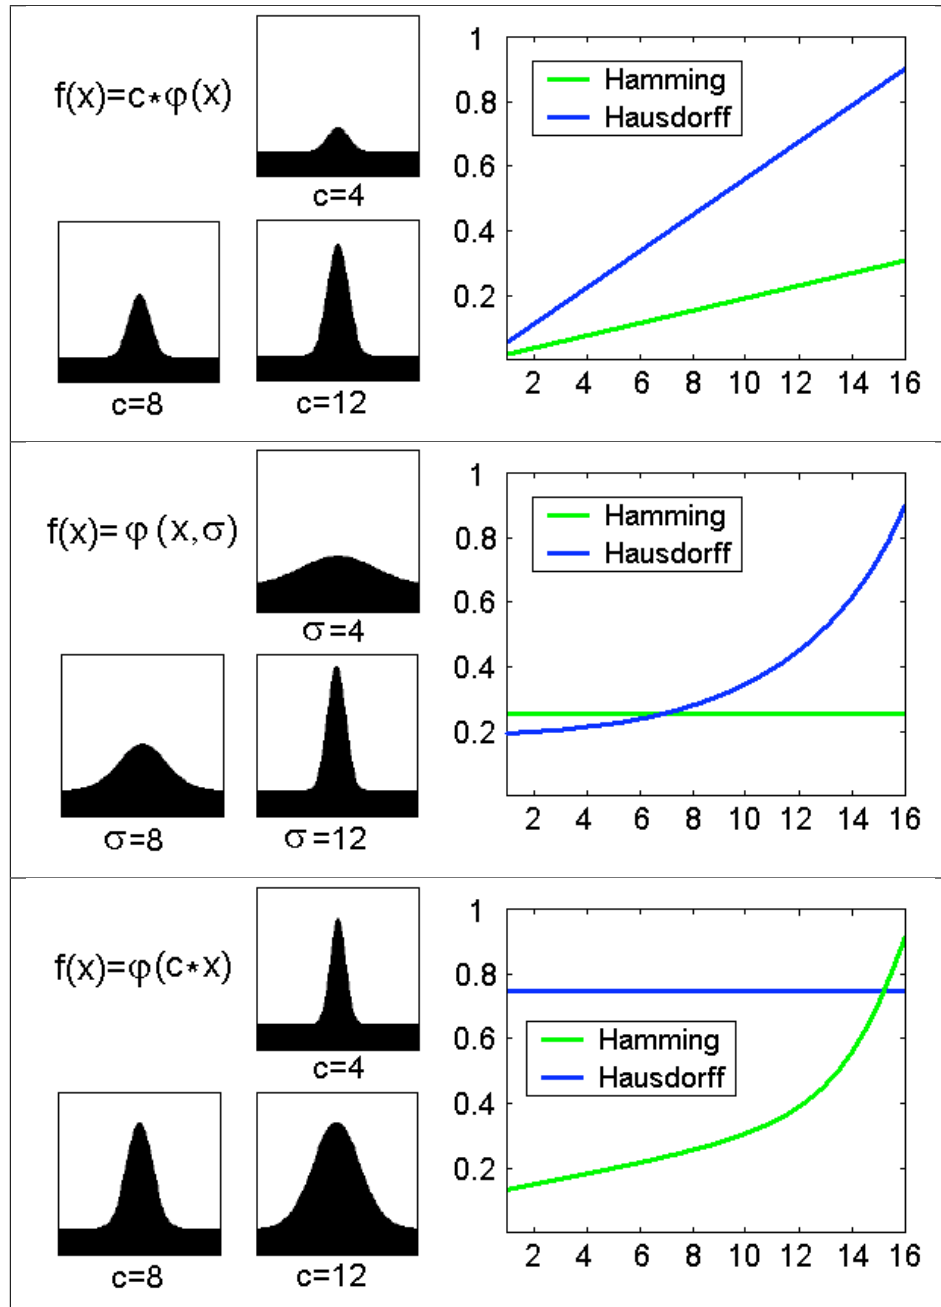 f(x)=c*φ(x)
c=4
c=8
c=12
1
0.8
0.6
0.4
0.2
Hamming
Hausdorff
2 4 6 8 10 12 14 16
f(x)= φ (x,σ)
σ=4
σ=8
σ=12
1
0.8
0.6
0.4
0.2
Hamming
Hausdorff
2 4 6 8 10 12 14 16
f(x)=φ(c*x)
c=4
c=8
c=12
1
0.8
0.6
0.4
0.2
Hamming
Hausdorff
2 4 6 8 10 12 14 16